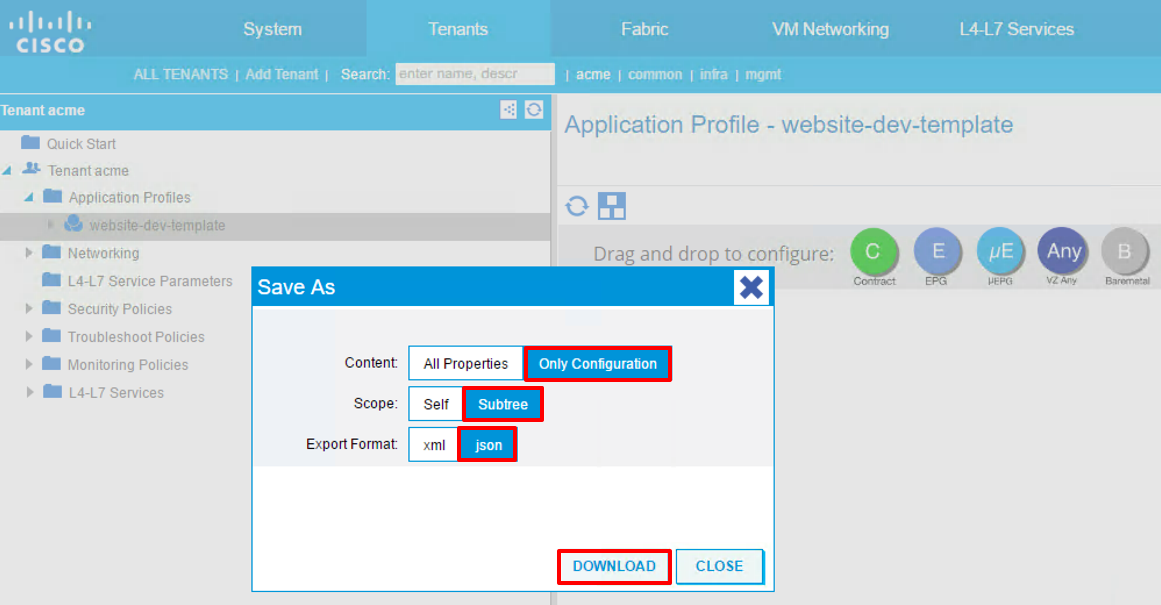 CISCO
System Tenants Fabric VM Networking L4-L7 Services
ALL TENANTS | Add Tenant | Search: enter name, descr | acme | common | infra | mgmt
Tenant acme
Quick Start
Tenant acme
Application Profiles
website-dev-template
Networking
L4-L7 Service Parameters
Security Policies
Troubleshoot Policies
Monitoring Policies
L4-L7 Services
Application Profile - website-dev-template
Drag and drop to configure:
C E µE Any B
Contract EPG µEPG VZ Any Baremetal
Save As
Content: All Properties Only Configuration
Scope: Self Subtree
Export Format: xml json
DOWNLOAD CLOSE